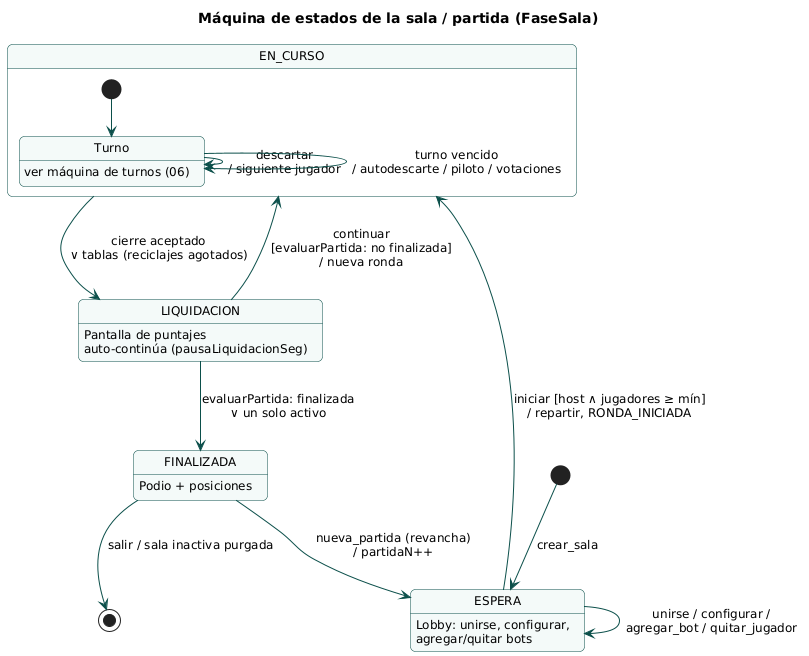 Máquina de estados de la sala / partida (FaseSala)
EN_CURSO
Turno
ver máquina de turnos (06)
descartar
/ siguiente jugador
turno vencido
/ autodescarte / piloto / votaciones
cierre aceptado
∨ tablas (reciclajes agotados)
continuar
[evaluarPartida: no finalizada]
/ nueva ronda
LIQUIDACION
Pantalla de puntajes
auto-continúa (pausaLiquidacionSeg)
evaluarPartida: finalizada
∨ un solo activo
iniciar [host ∧ jugadores ≥ mín]
/ repartir, RONDA_INICIADA
FINALIZADA
Podio + posiciones
salir / sala inactiva purgada
nueva_partida (revancha)
/ partidaN++
crear_sala
ESPERA
Lobby: unirse, configurar,
agregar/quitar bots
unirse / configurar /
agregar_bot / quitar_jugador